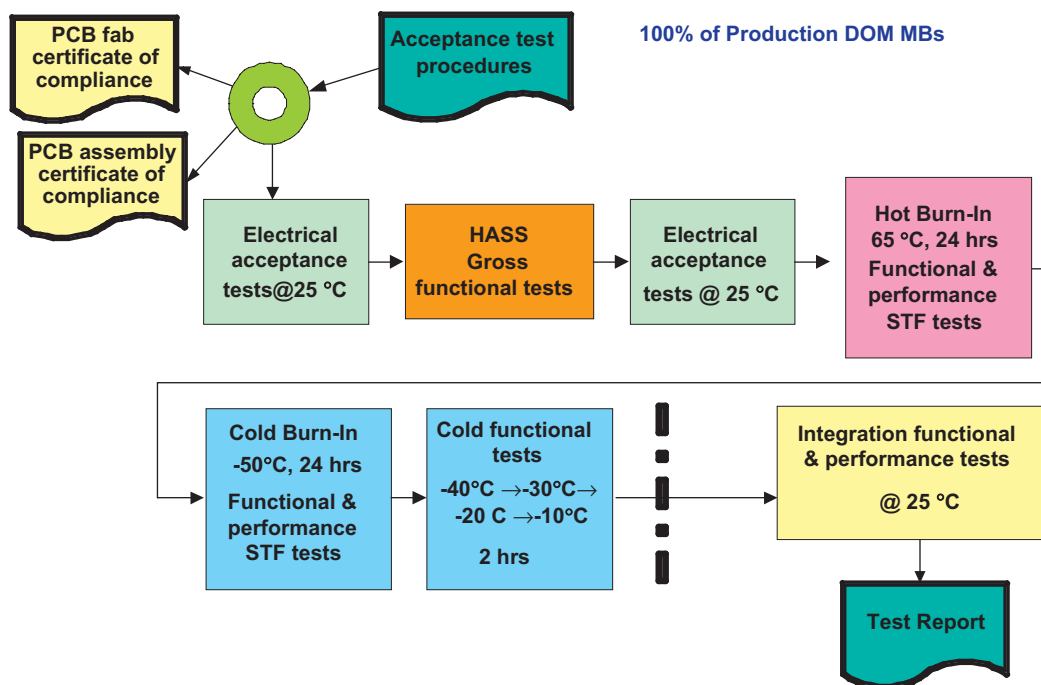 PCB fab
certificate of
compliance
Acceptance test
procedures
100% of Production DOM MBs
PCB assembly
certificate of
compliance
Electrical
acceptance
tests@25 °C
HASS
Gross
functional tests
Electrical
acceptance
tests @ 25 °C
Hot Burn-In
65 °C, 24 hrs
Functional &
performance
STF tests
Cold Burn-In
-50°C, 24 hrs
Functional &
performance
STF tests
Cold functional
tests
-40°C →-30°C→
-20 C →-10°C
2 hrs
Integration functional
& performance tests
@ 25 °C
Test Report